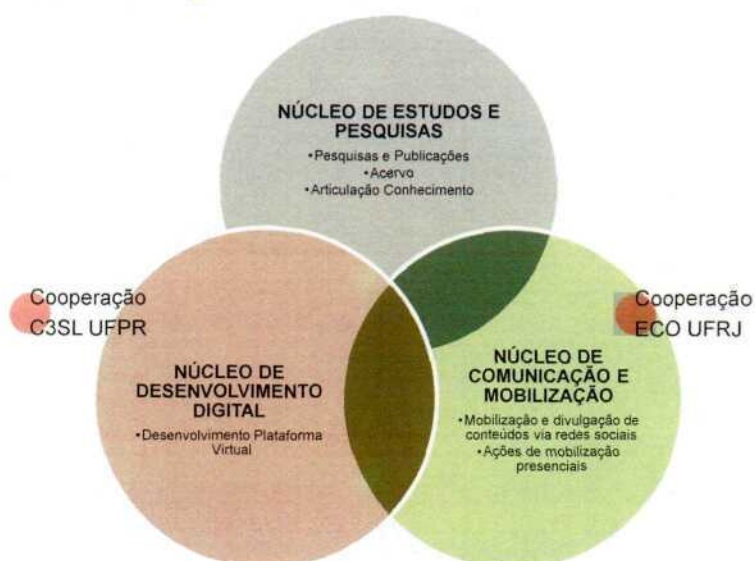 NÚCLEO DE ESTUDOS E
PESQUISAS
•Pesquisas e Publicações
•Acervo
•Articulação Conhecimento
Cooperação
C3SL UFPR
Cooperação
ECO UFRJ
NÚCLEO DE
DESENVOLVIMENTO
DIGITAL
•Desenvolvimento Plataforma
Virtual
NÚCLEO DE
COMUNICAÇÃO E
MOBILIZAÇÃO
•Mobilização e divulgação de
conteúdos via redes sociais
•Ações de mobilização
presenciais